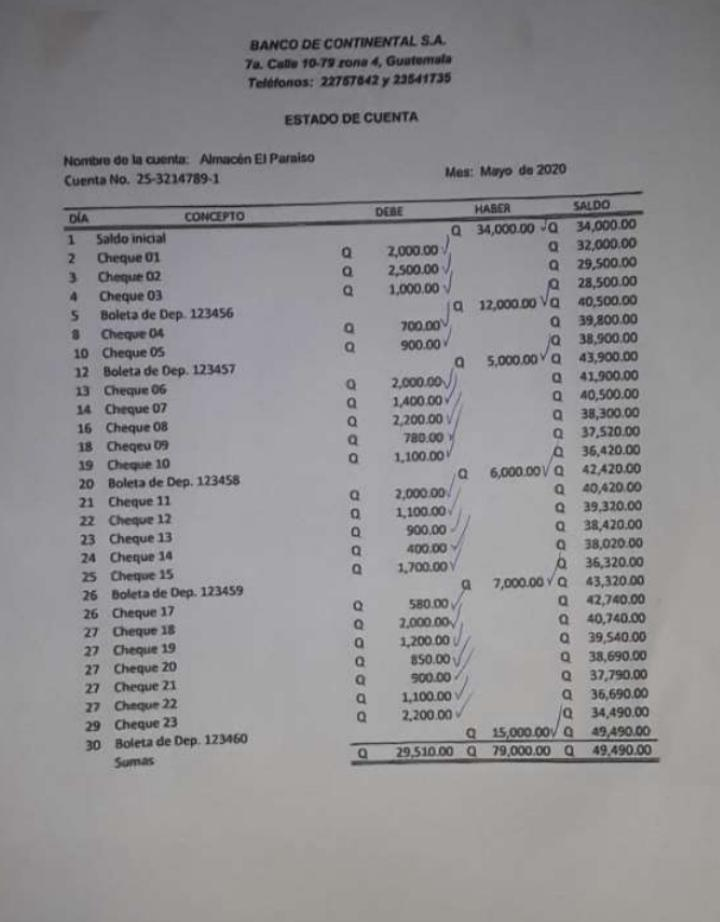 BANCO DE CONTINENTAL S.A.
7a. Calle 10-79 zona 4, Guatemala
Teléfonos: 22757842 y 23541735
ESTADO DE CUENTA
Nombre de la cuenta: Almacén El Paraíso
Cuenta No. 25-3214789-1 Mes: Mayo de 2020
DÍA CONCEPTO DEBE HABER SALDO
1 Saldo inicial Q 34,000.00 Q 34,000.00
2 Cheque 01 Q 2,000.00 Q 32,000.00
3 Cheque 02 Q 2,500.00 Q 29,500.00
4 Cheque 03 Q 1,000.00 Q 28,500.00
5 Boleta de Dep. 123456 Q 12,000.00 Q 40,500.00
8 Cheque 04 Q 700.00 Q 39,800.00
10 Cheque 05 Q 900.00 Q 38,900.00
12 Boleta de Dep. 123457 Q 5,000.00 Q 43,900.00
13 Cheque 06 Q 2,000.00 Q 41,900.00
14 Cheque 07 Q 1,400.00 Q 40,500.00
16 Cheque 08 Q 2,200.00 Q 38,300.00
18 Cheqeu 09 Q 780.00 Q 37,520.00
19 Cheque 10 Q 1,100.00 Q 36,420.00
20 Boleta de Dep. 123458 Q 6,000.00 Q 42,420.00
21 Cheque 11 Q 2,000.00 Q 40,420.00
22 Cheque 12 Q 1,100.00 Q 39,320.00
23 Cheque 13 Q 900.00 Q 38,420.00
24 Cheque 14 Q 400.00 Q 38,020.00
25 Cheque 15 Q 1,700.00 Q 36,320.00
26 Boleta de Dep. 123459 Q 7,000.00 Q 43,320.00
26 Cheque 17 Q 580.00 Q 42,740.00
27 Cheque 18 Q 2,000.00 Q 40,740.00
27 Cheque 19 Q 1,200.00 Q 39,540.00
27 Cheque 20 Q 850.00 Q 38,690.00
27 Cheque 21 Q 900.00 Q 37,790.00
27 Cheque 22 Q 1,100.00 Q 36,690.00
29 Cheque 23 Q 2,200.00 Q 34,490.00
30 Boleta de Dep. 123460 Q 15,000.00 Q 49,490.00
Sumas Q 29,510.00 Q 79,000.00 Q 49,490.00